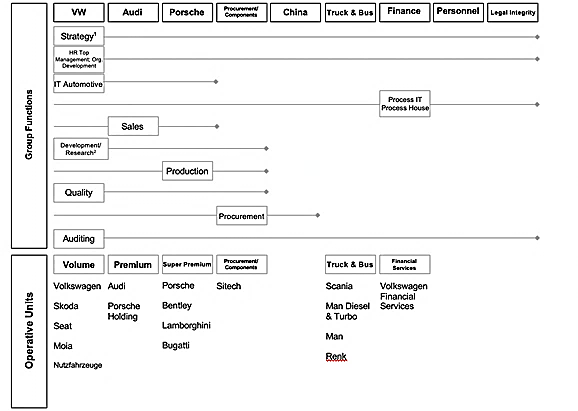 VW
Audi
Porsche
Procurement/
Components
China
Truck & Bus
Finance
Personnel
Legal Integrity
Group Functions
Strategy¹
HR Top
Management; Org.
Development
IT Automotive
Process IT
Process House
Sales
Development/
Research²
Production
Quality
Procurement
Auditing
Operative Units
Volume
Premium
Super Premium
Procurement/
Components
Truck & Bus
Financial
Services
Volkswagen
Skoda
Seat
Moia
Nutzfahrzeuge
Audi
Porsche
Holding
Porsche
Bentley
Lamborghini
Bugatti
Sitech
Scania
Man Diesel
& Turbo
Man
Renk
Volkswagen
Financial
Services